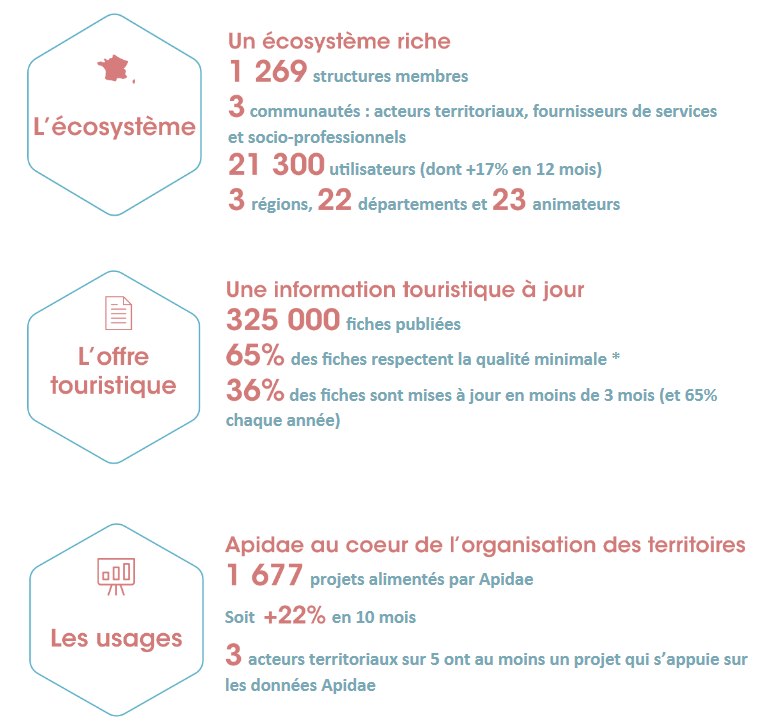 Un écosystème riche
1 269 structures membres
3 communautés : acteurs territoriaux, fournisseurs de services
et socio-professionnels
21 300 utilisateurs (dont +17% en 12 mois)
3 régions, 22 départements et 23 animateurs
L'écosystème
Une information touristique à jour
325 000 fiches publiées
65% des fiches respectent la qualité minimale *
36% des fiches sont mises à jour en moins de 3 mois (et 65%
chaque année)
L'offre
touristique
Apidae au coeur de l'organisation des territoires
1 677 projets alimentés par Apidae
Soit +22% en 10 mois
3 acteurs territoriaux sur 5 ont au moins un projet qui s'appuie sur
les données Apidae
Les usages